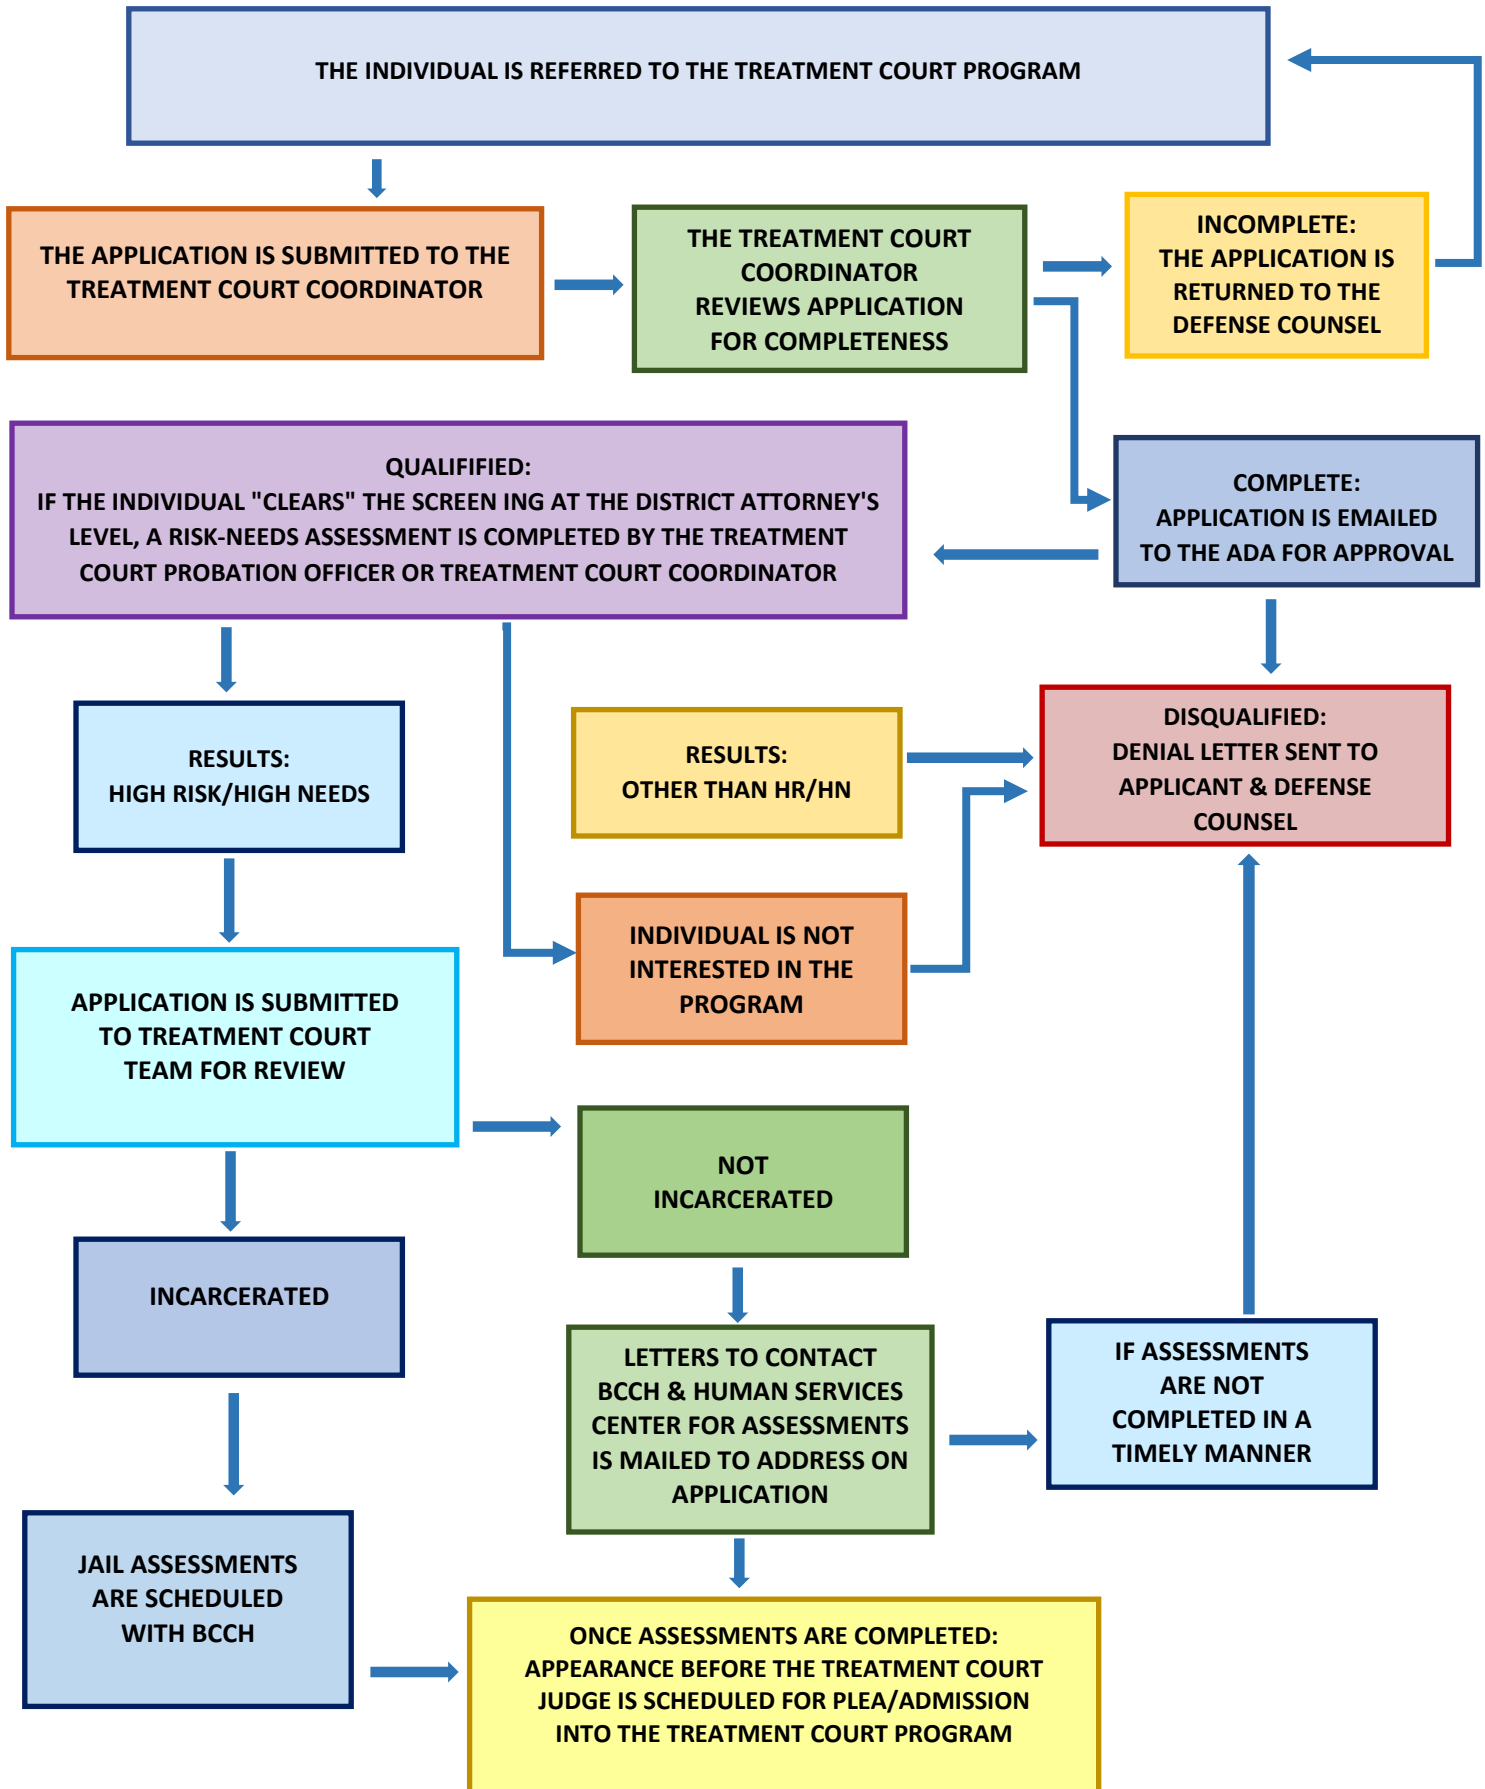 THE INDIVIDUAL IS REFERRED TO THE TREATMENT COURT PROGRAM
THE APPLICATION IS SUBMITTED TO THE
TREATMENT COURT COORDINATOR
THE TREATMENT COURT
COORDINATOR
REVIEWS APPLICATION
FOR COMPLETENESS
INCOMPLETE:
THE APPLICATION IS
RETURNED TO THE
DEFENSE COUNSEL
QUALIFIFIED:
IF THE INDIVIDUAL "CLEARS" THE SCREEN ING AT THE DISTRICT ATTORNEY'S
LEVEL, A RISK-NEEDS ASSESSMENT IS COMPLETED BY THE TREATMENT
COURT PROBATION OFFICER OR TREATMENT COURT COORDINATOR
COMPLETE:
APPLICATION IS EMAILED
TO THE ADA FOR APPROVAL
RESULTS:
HIGH RISK/HIGH NEEDS
RESULTS:
OTHER THAN HR/HN
DISQUALIFIED:
DENIAL LETTER SENT TO
APPLICANT & DEFENSE
COUNSEL
INDIVIDUAL IS NOT
INTERESTED IN THE
PROGRAM
APPLICATION IS SUBMITTED
TO TREATMENT COURT
TEAM FOR REVIEW
NOT
INCARCERATED
INCARCERATED
LETTERS TO CONTACT
BCCH & HUMAN SERVICES
CENTER FOR ASSESSMENTS
IS MAILED TO ADDRESS ON
APPLICATION
IF ASSESSMENTS
ARE NOT
COMPLETED IN A
TIMELY MANNER
JAIL ASSESSMENTS
ARE SCHEDULED
WITH BCCH
ONCE ASSESSMENTS ARE COMPLETED:
APPEARANCE BEFORE THE TREATMENT COURT
JUDGE IS SCHEDULED FOR PLEA/ADMISSION
INTO THE TREATMENT COURT PROGRAM